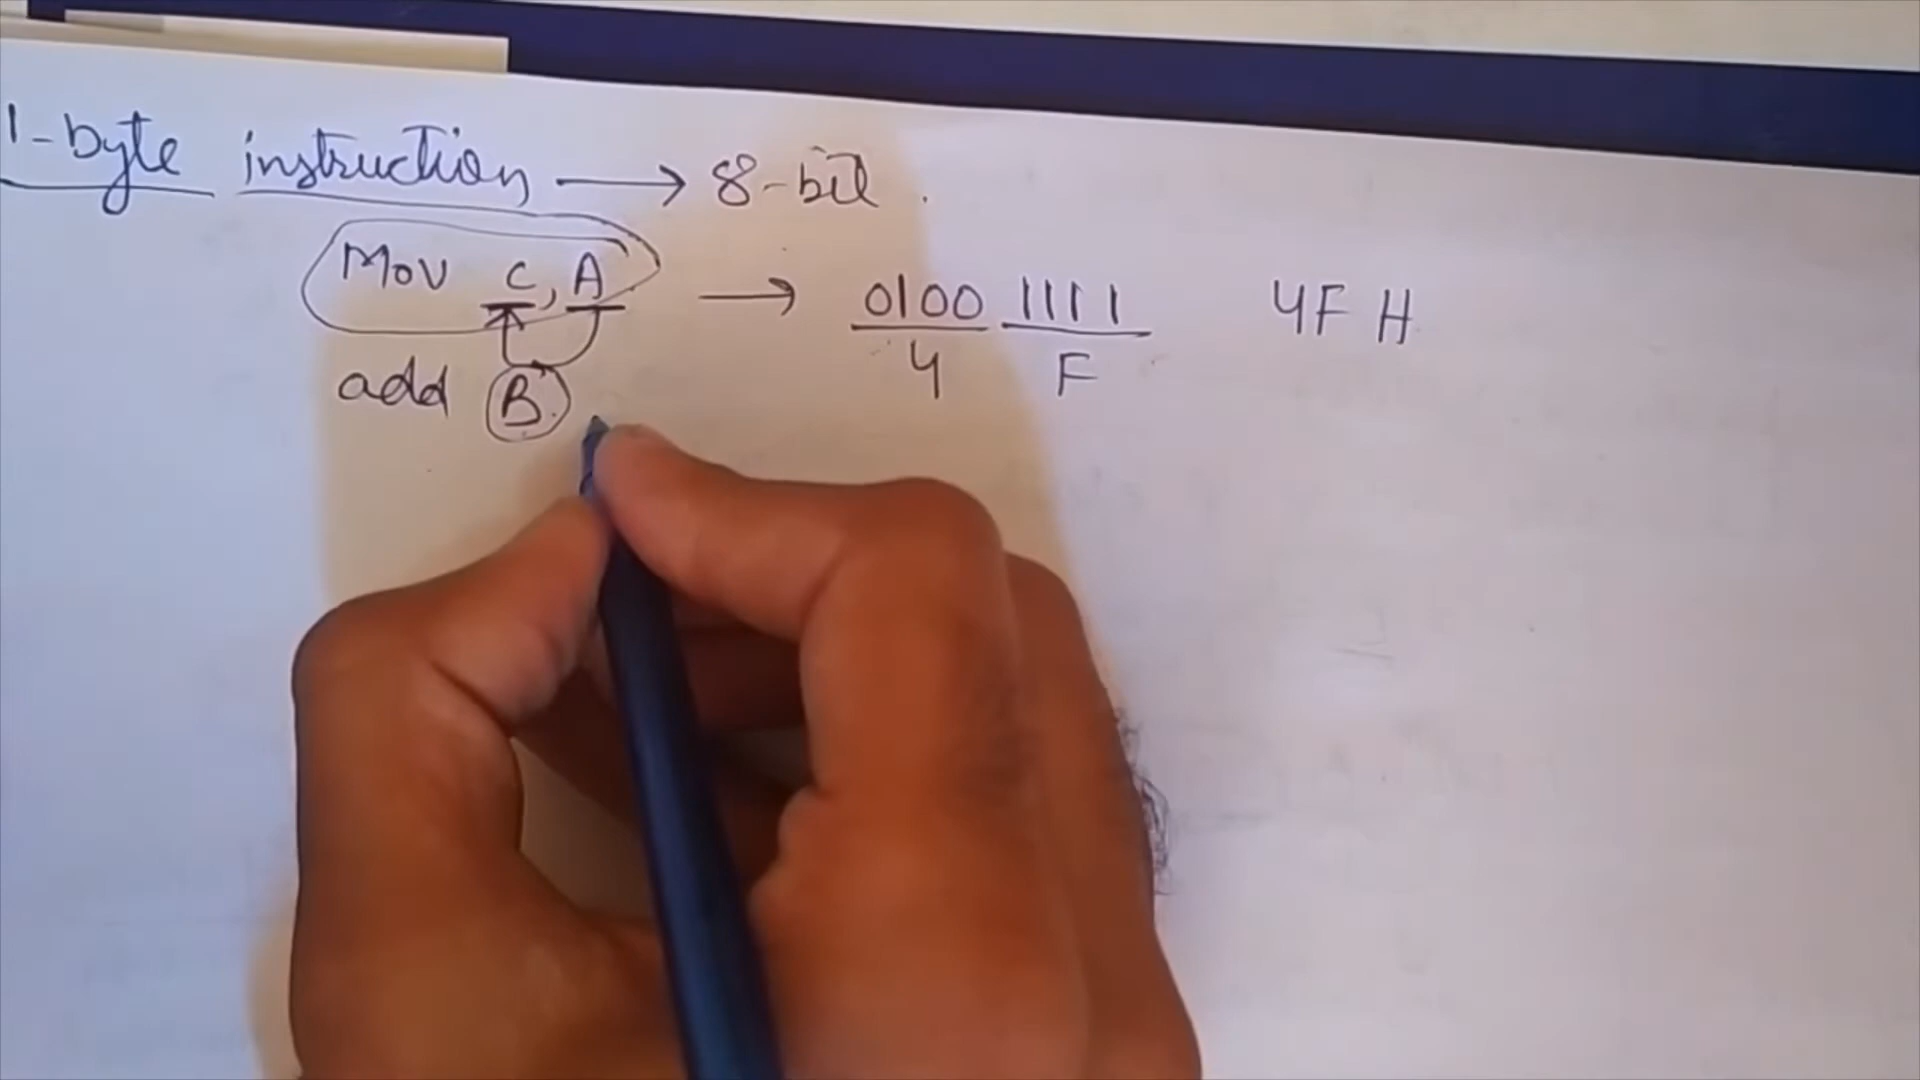 1-byte instruction → 8-bit.
Mov C, A → 0100 1111 4F H
4 F
add B